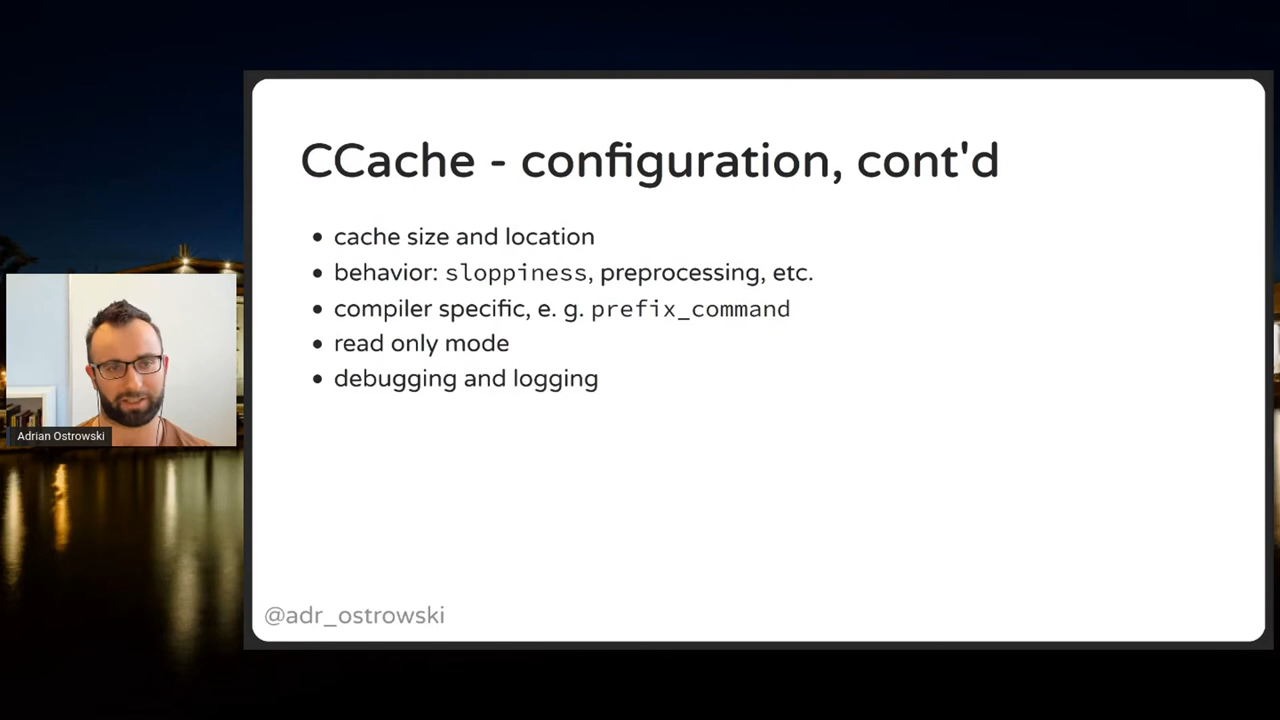 CCache - configuration, cont'd
cache size and location
behavior: sloppiness, preprocessing, etc.
compiler specific, e. g. prefix_command
read only mode
debugging and logging
Adrian Ostrowski
@adr_ostrowski